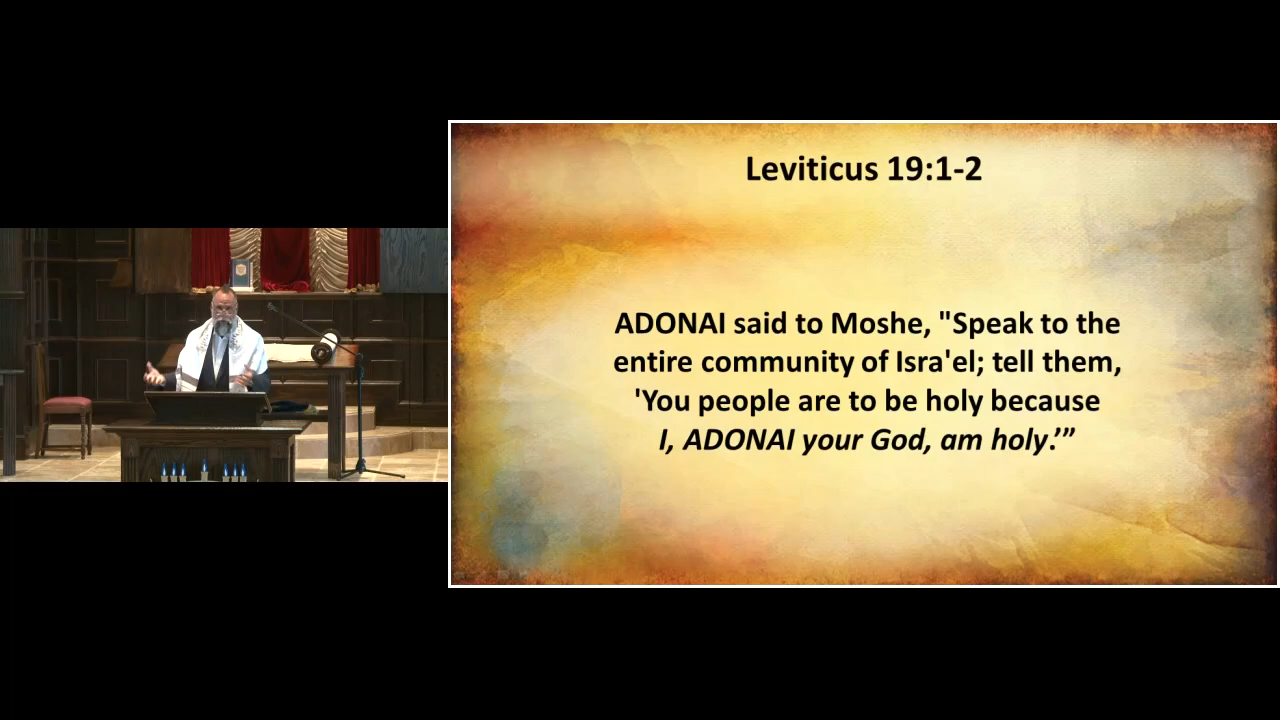 Leviticus 19:1-2
ADONAI said to Moshe, "Speak to the
entire community of Isra'el; tell them,
'You people are to be holy because
I, ADONAI your God, am holy.’”